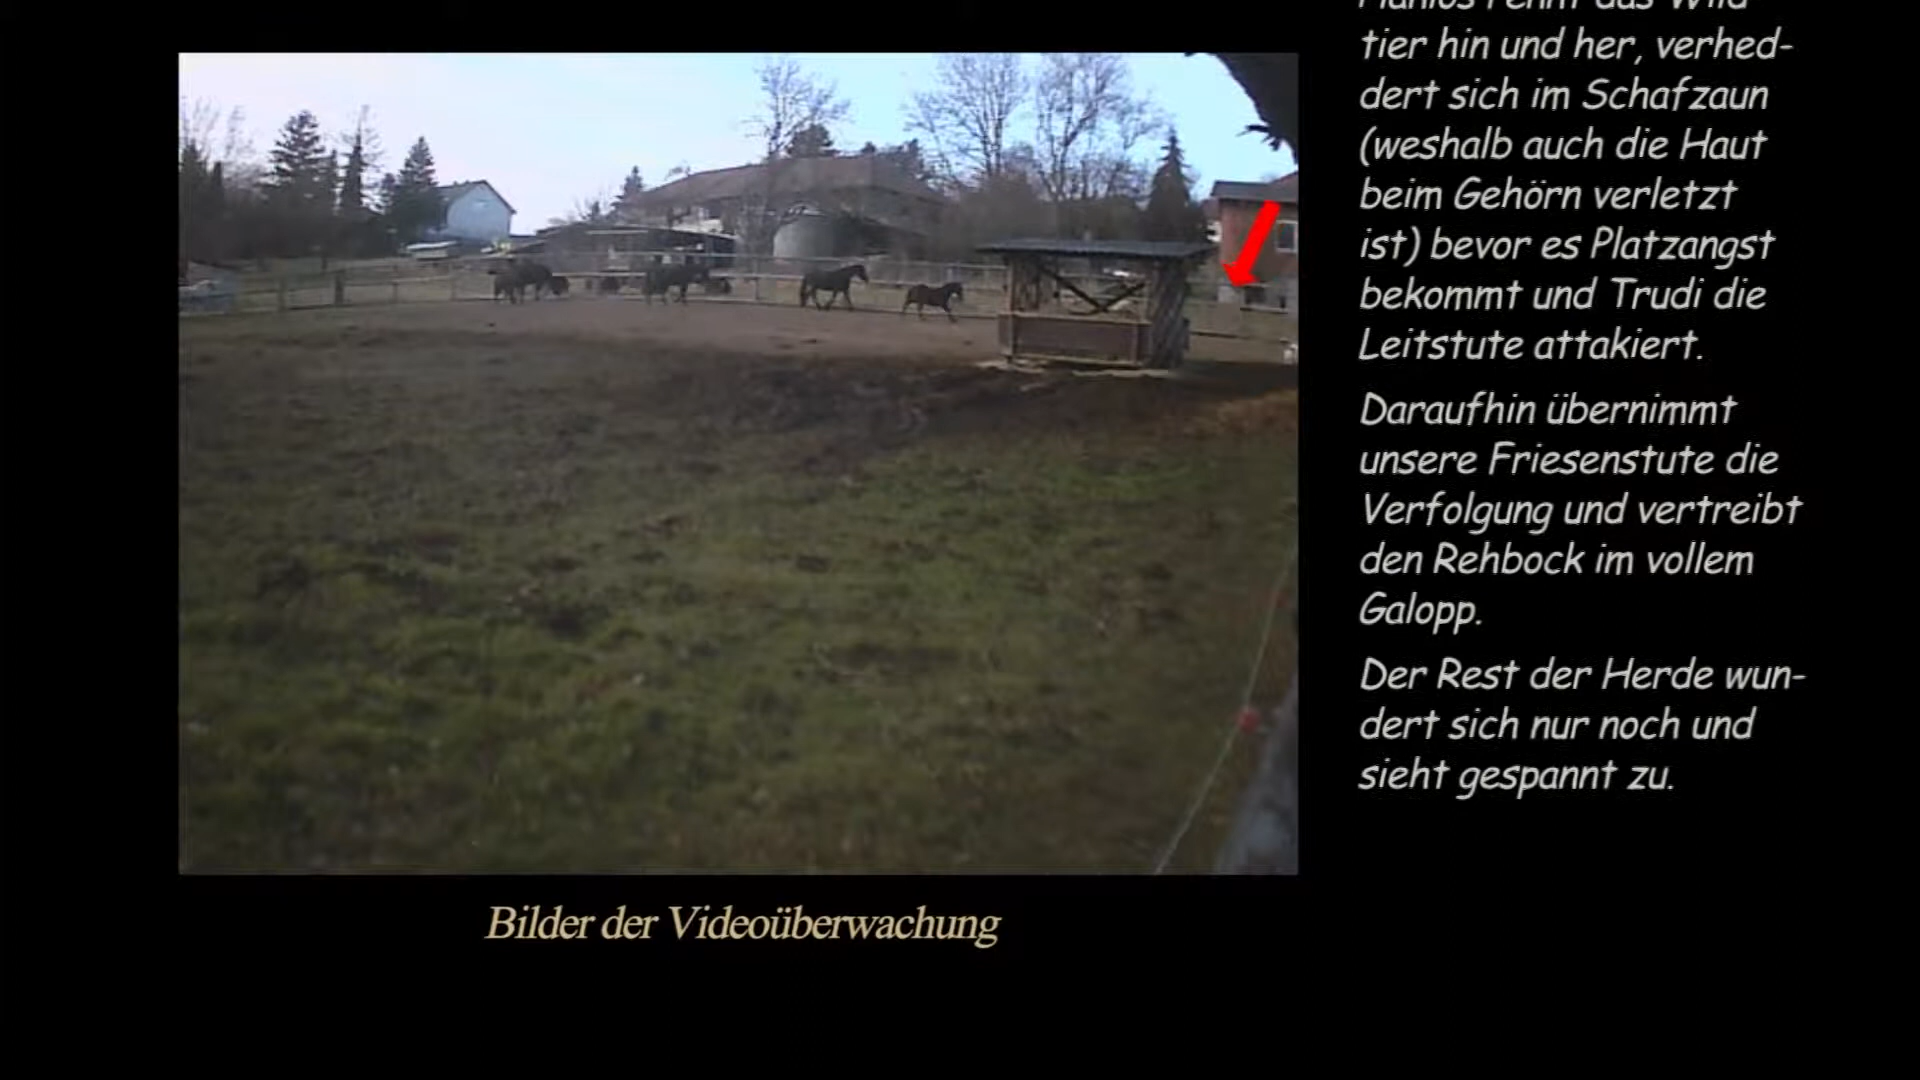 tier hin und her, verhed-
dert sich im Schafzaun
(weshalb auch die Haut
beim Gehörn verletzt
ist) bevor es Platzangst
bekommt und Trudi die
Leitstute attakiert.
Daraufhin übernimmt
unsere Friesenstute die
Verfolgung und vertreibt
den Rehbock im vollem
Galopp.
Der Rest der Herde wun-
dert sich nur noch und
sieht gespannt zu.
Bilder der Videoüberwachung